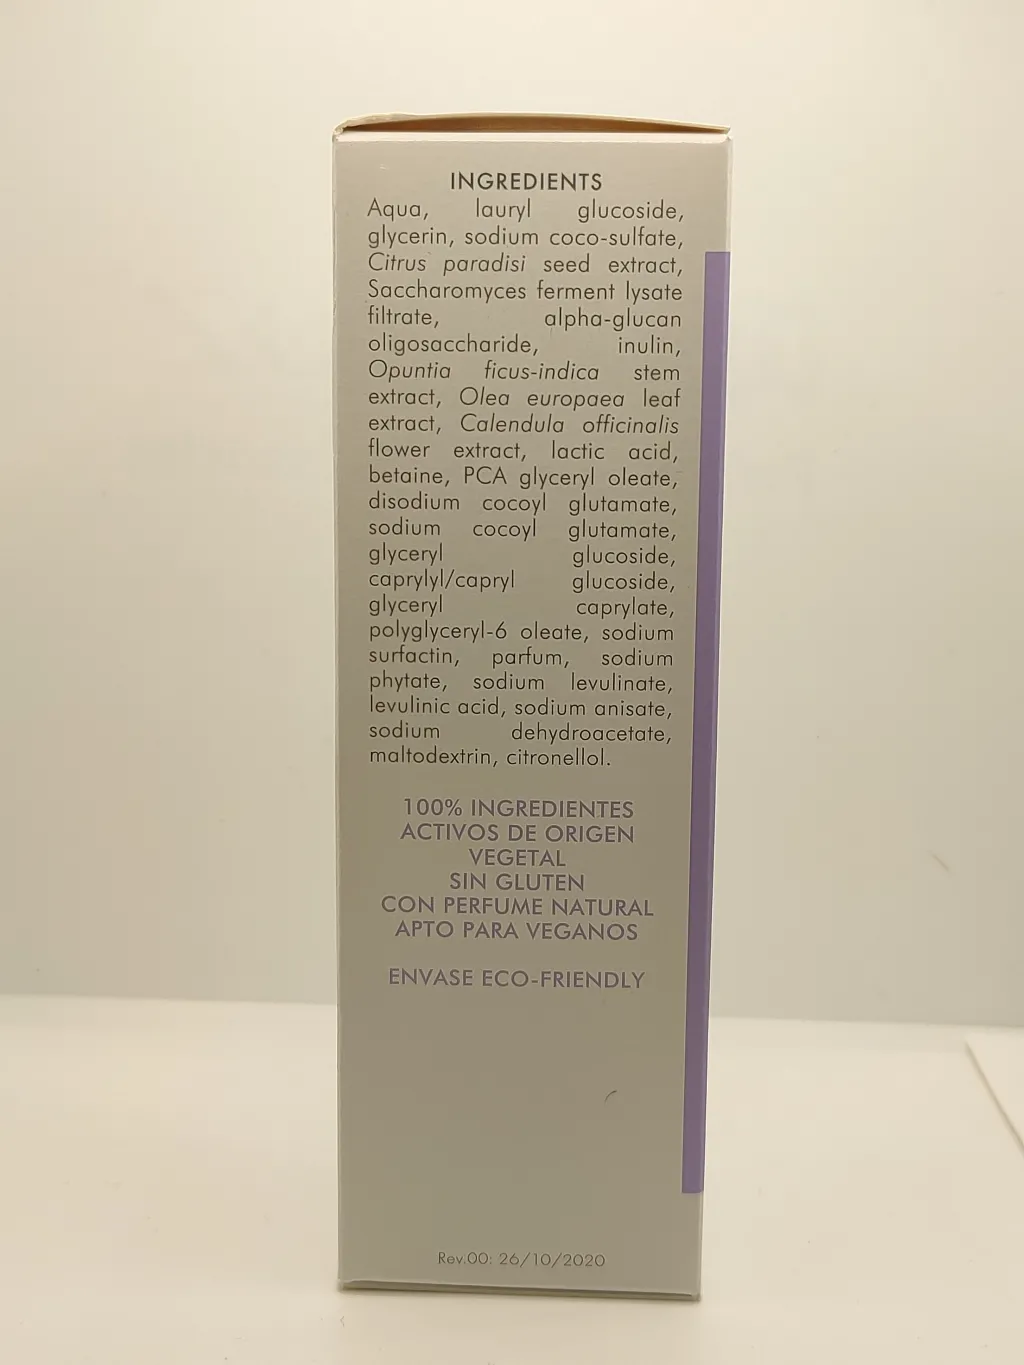 INGREDIENTS
Aqua, lauryl glucoside,
glycerin, sodium coco-sulfate,
Citrus paradisi seed extract,
Saccharomyces ferment lysate
filtrate, alpha-glucan
oligosaccharide, inulin,
Opuntia ficus-indica stem
extract, Olea europaea leaf
extract, Calendula officinalis
flower extract, lactic acid,
betaine, PCA glyceryl oleate,
disodium cocoyl glutamate,
sodium cocoyl glutamate,
glyceryl glucoside,
caprylyl/capryl glucoside,
glyceryl caprylate,
polyglyceryl-6 oleate, sodium
surfactin, parfum, sodium
phytate, sodium levulinate,
levulinic acid, sodium anisate,
sodium dehydroacetate,
maltodextrin, citronellol.
100% INGREDIENTES
ACTIVOS DE ORIGEN
VEGETAL
SIN GLUTEN
CON PERFUME NATURAL
APTO PARA VEGANOS
ENVASE ECO-FRIENDLY
Rev.00: 26/10/2020